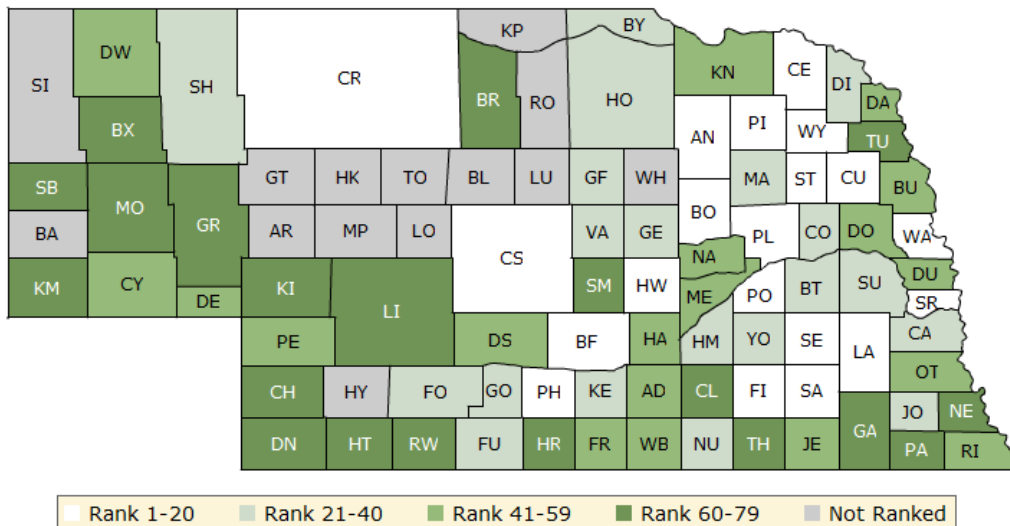 KP BY
DW
SI SH CR BR RO HO KN CE DI
DA
BX AN PI WY TU
SB GT HK TO BL LU GF WH MA ST CU BU
MO GR
BA AR MP LO CS VA GE BO PL CO DO WA
KM CY DE KI LI SM HW NA ME PO BT SU DU SR
PE DS BF HA HM YO SE LA CA
CH HY FO GO PH KE AD CL FI SA OT
JO NE
DN HT RW FU HR FR WB NU TH JE GA PA RI
Rank 1-20 Rank 21-40 Rank 41-59 Rank 60-79 Not Ranked